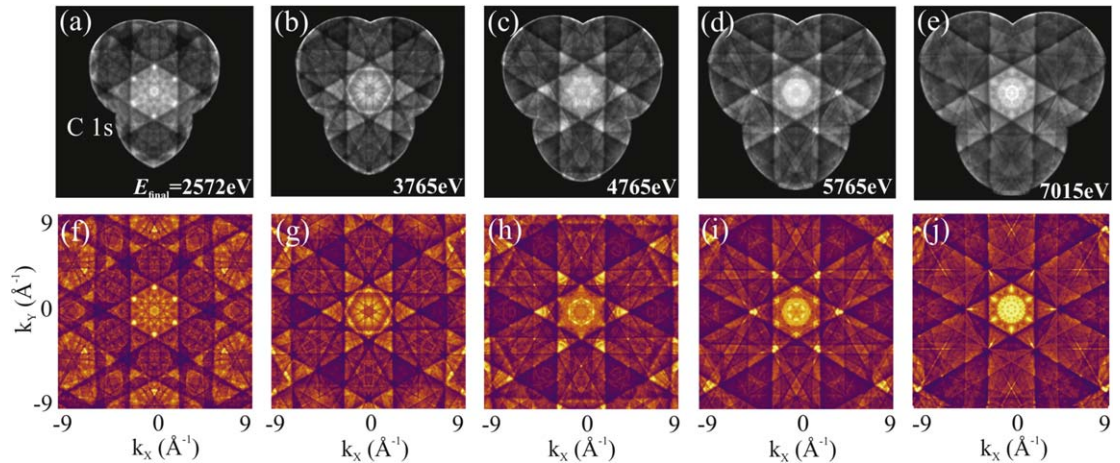 (a) (b) (c) (d) (e)
C 1s
E_final=2572eV 3765eV 4765eV 5765eV 7015eV
(f) (g) (h) (i) (j)
9
0
-9
k_Y (Å⁻¹)
-9 0 9 -9 0 9 -9 0 9 -9 0 9 -9 0 9
k_X (Å⁻¹) k_X (Å⁻¹) k_X (Å⁻¹) k_X (Å⁻¹) k_X (Å⁻¹)